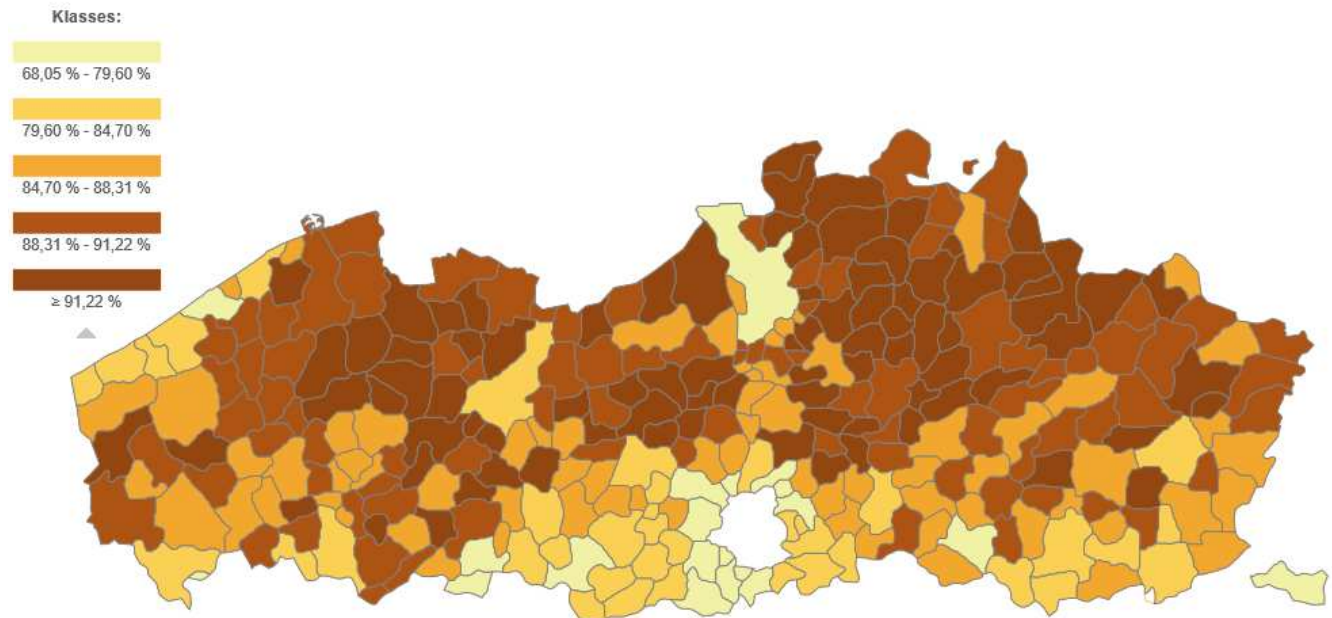 Klasses:
68,05 % - 79,60 %
79,60 % - 84,70 %
84,70 % - 88,31 %
88,31 % - 91,22 %
≥ 91,22 %